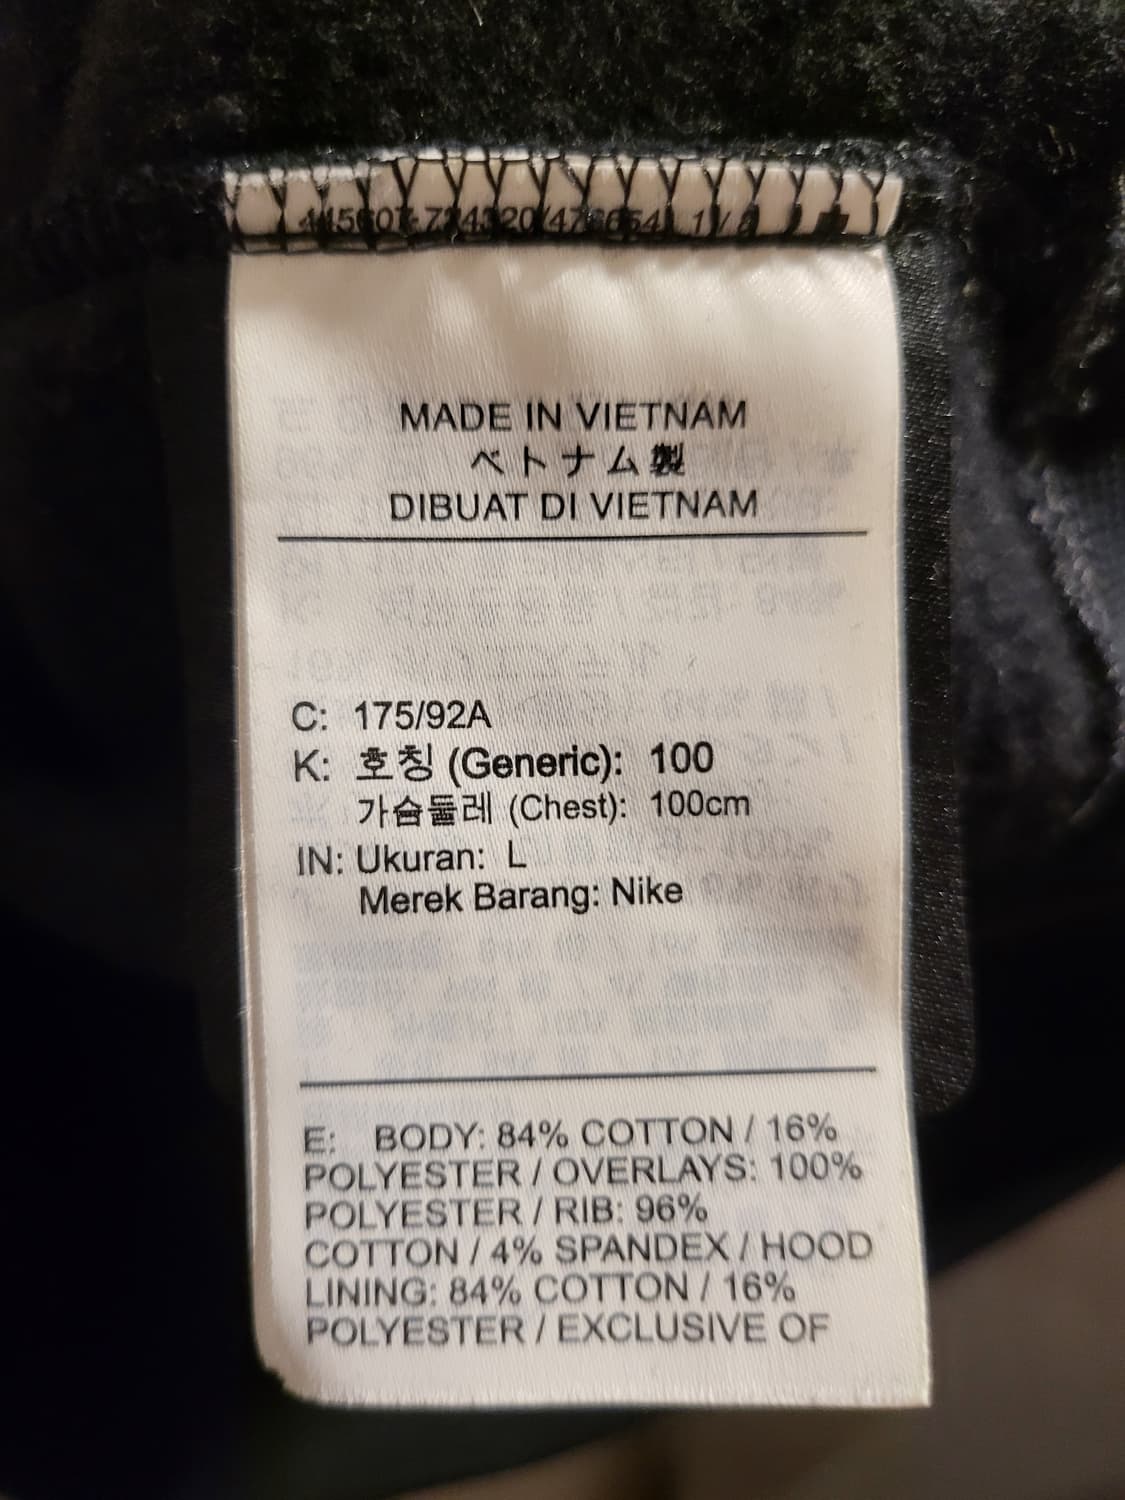 MADE IN VIETNAM
ベトナム製
DIBUAT DI VIETNAM
C: 175/92A
K: 호칭 (Generic): 100
가슴둘레 (Chest): 100cm
IN: Ukuran: L
Merek Barang: Nike
E: BODY: 84% COTTON / 16%
POLYESTER / OVERLAYS: 100%
POLYESTER / RIB: 96%
COTTON / 4% SPANDEX / HOOD
LINING: 84% COTTON / 16%
POLYESTER / EXCLUSIVE OF